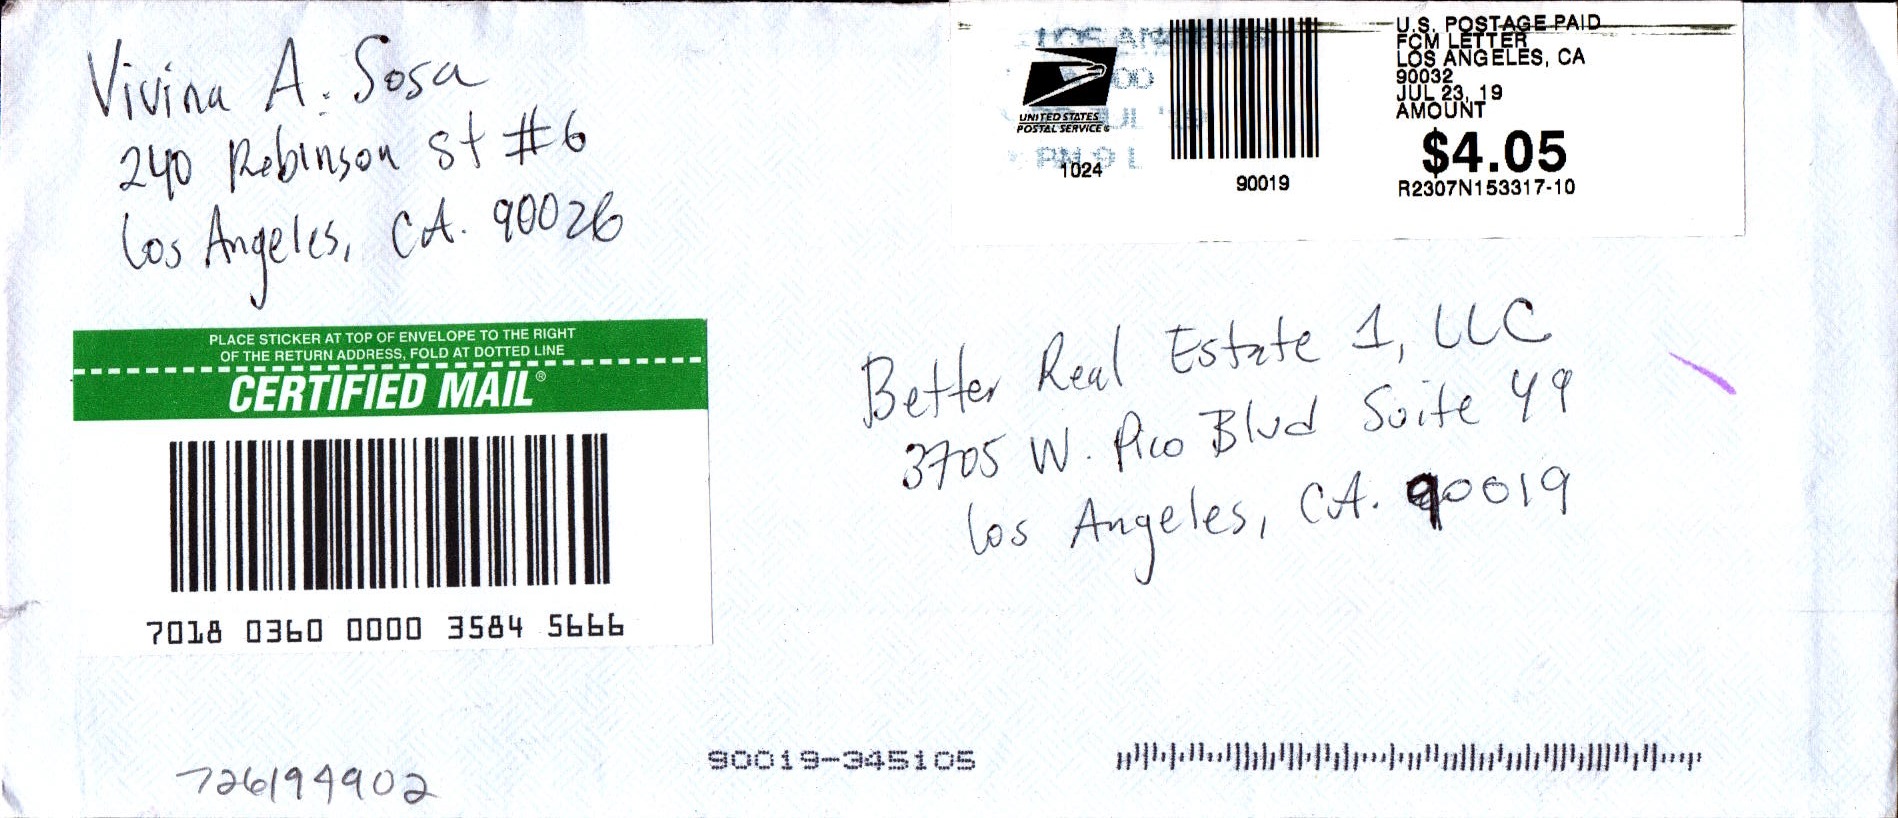 Vivina A. Sosa
240 Robinson St #6
Los Angeles, CA. 90026
UNITED STATES
POSTAL SERVICE
1024
90019
U.S. POSTAGE PAID
FCM LETTER
LOS ANGELES, CA
90032
JUL 23, 19
AMOUNT
$4.05
R2307N153317-10
PLACE STICKER AT TOP OF ENVELOPE TO THE RIGHT
OF THE RETURN ADDRESS, FOLD AT DOTTED LINE
CERTIFIED MAIL®
7018 0360 0000 3584 5666
Better Real Estate 1, LLC
3705 W. Pico Blvd Suite 49
Los Angeles, CA. 90019
726194902
90019-345105